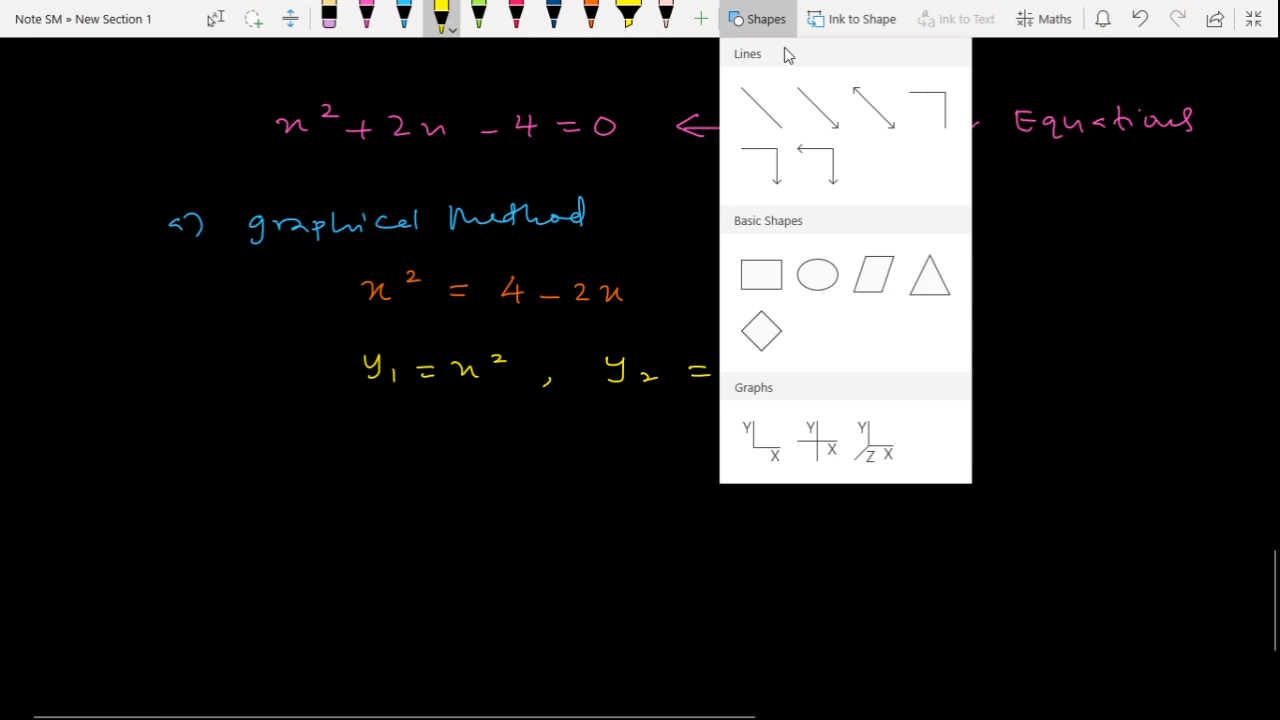 Note SM » New Section 1
Shapes
Ink to Shape
Ink to Text
Maths
Lines
x² + 2x - 4 = 0 ← Equations
a) graphical Method
Basic Shapes
x² = 4 - 2x
y₁ = x² , y₂ =
Graphs
Y X
Y X
Y Z X